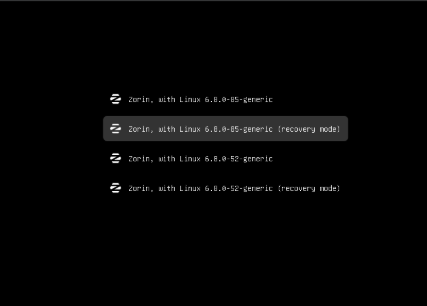 Zorin, with Linux 6.8.0-85-generic
Zorin, with Linux 6.8.0-85-generic (recovery mode)
Zorin, with Linux 6.8.0-52-generic
Zorin, with Linux 6.8.0-52-generic (recovery mode)